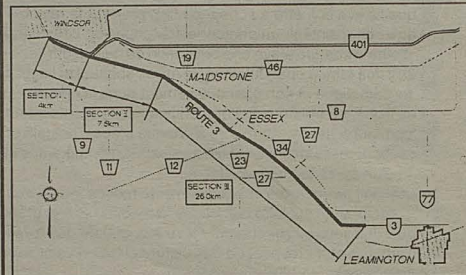 WINDSOR
401
19
46
MAIDSTONE
SECTION I
4km
ROUTE 3
8
SECTION II
7.5km
ESSEX
27
9
34
11
12
23
27
77
SECTION III
26.0km
3
LEAMINGTON